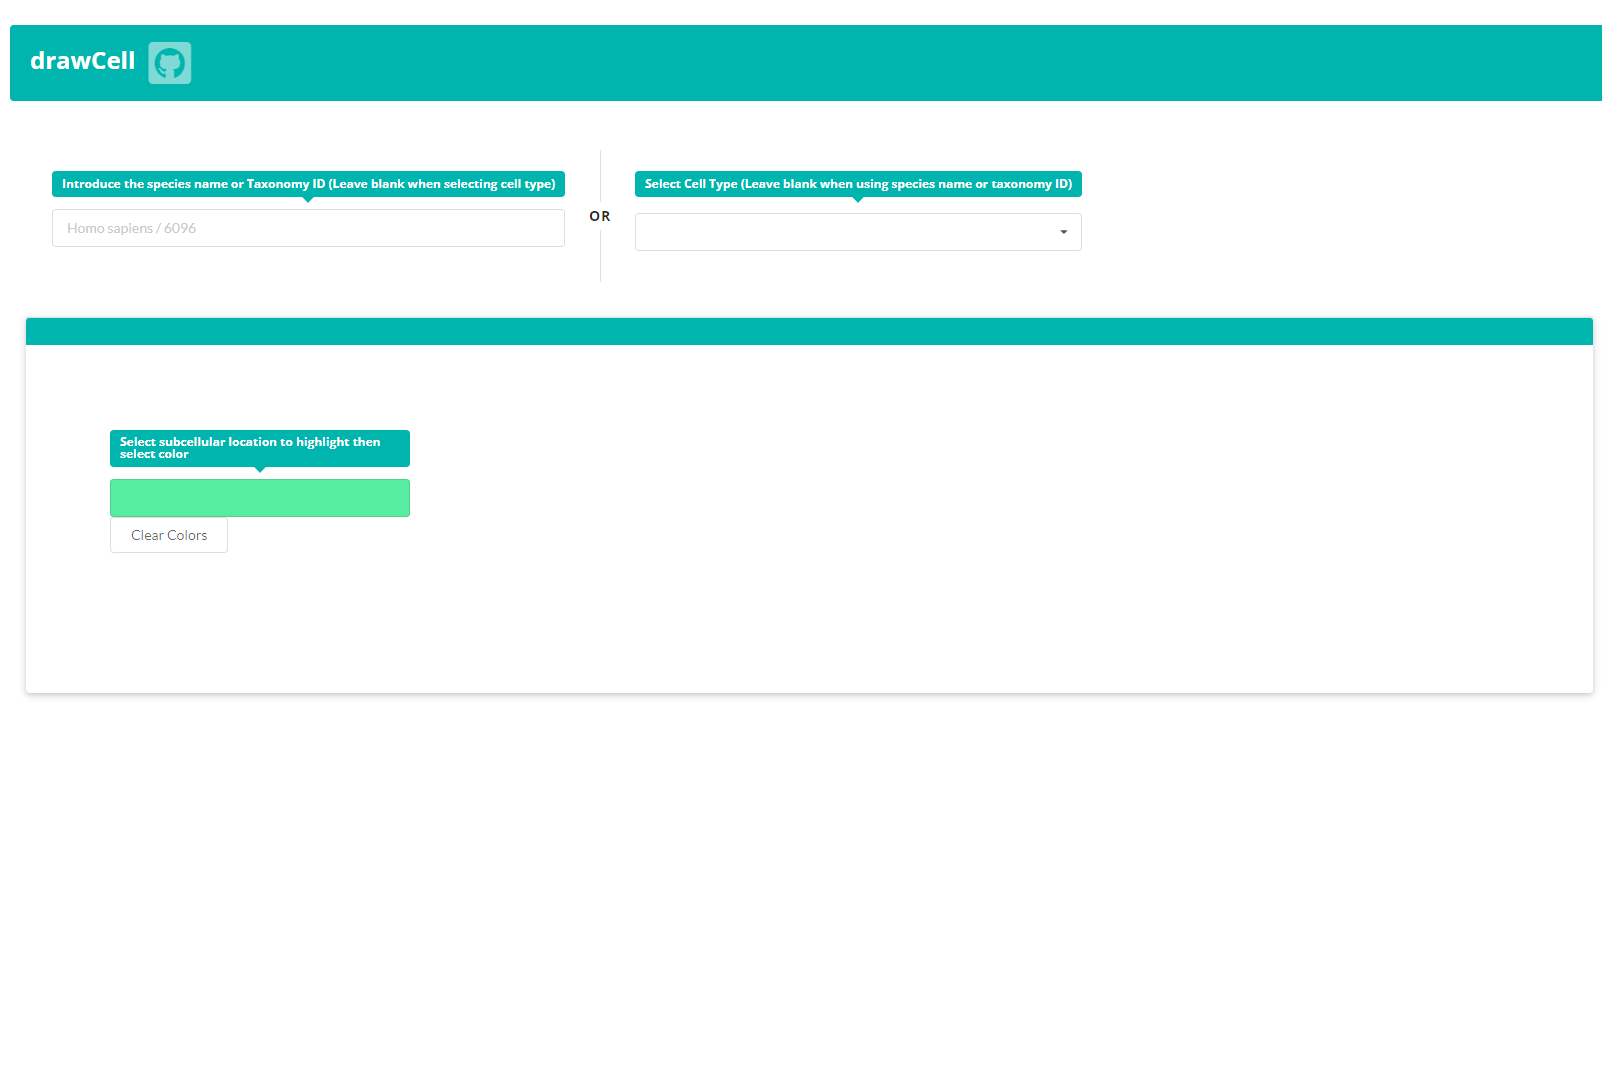 drawCell
Introduce the species name or Taxonomy ID (Leave blank when selecting cell type)
Homo sapiens / 6096
OR
Select Cell Type (Leave blank when using species name or taxonomy ID)
Select subcellular location to highlight then
select color
Clear Colors